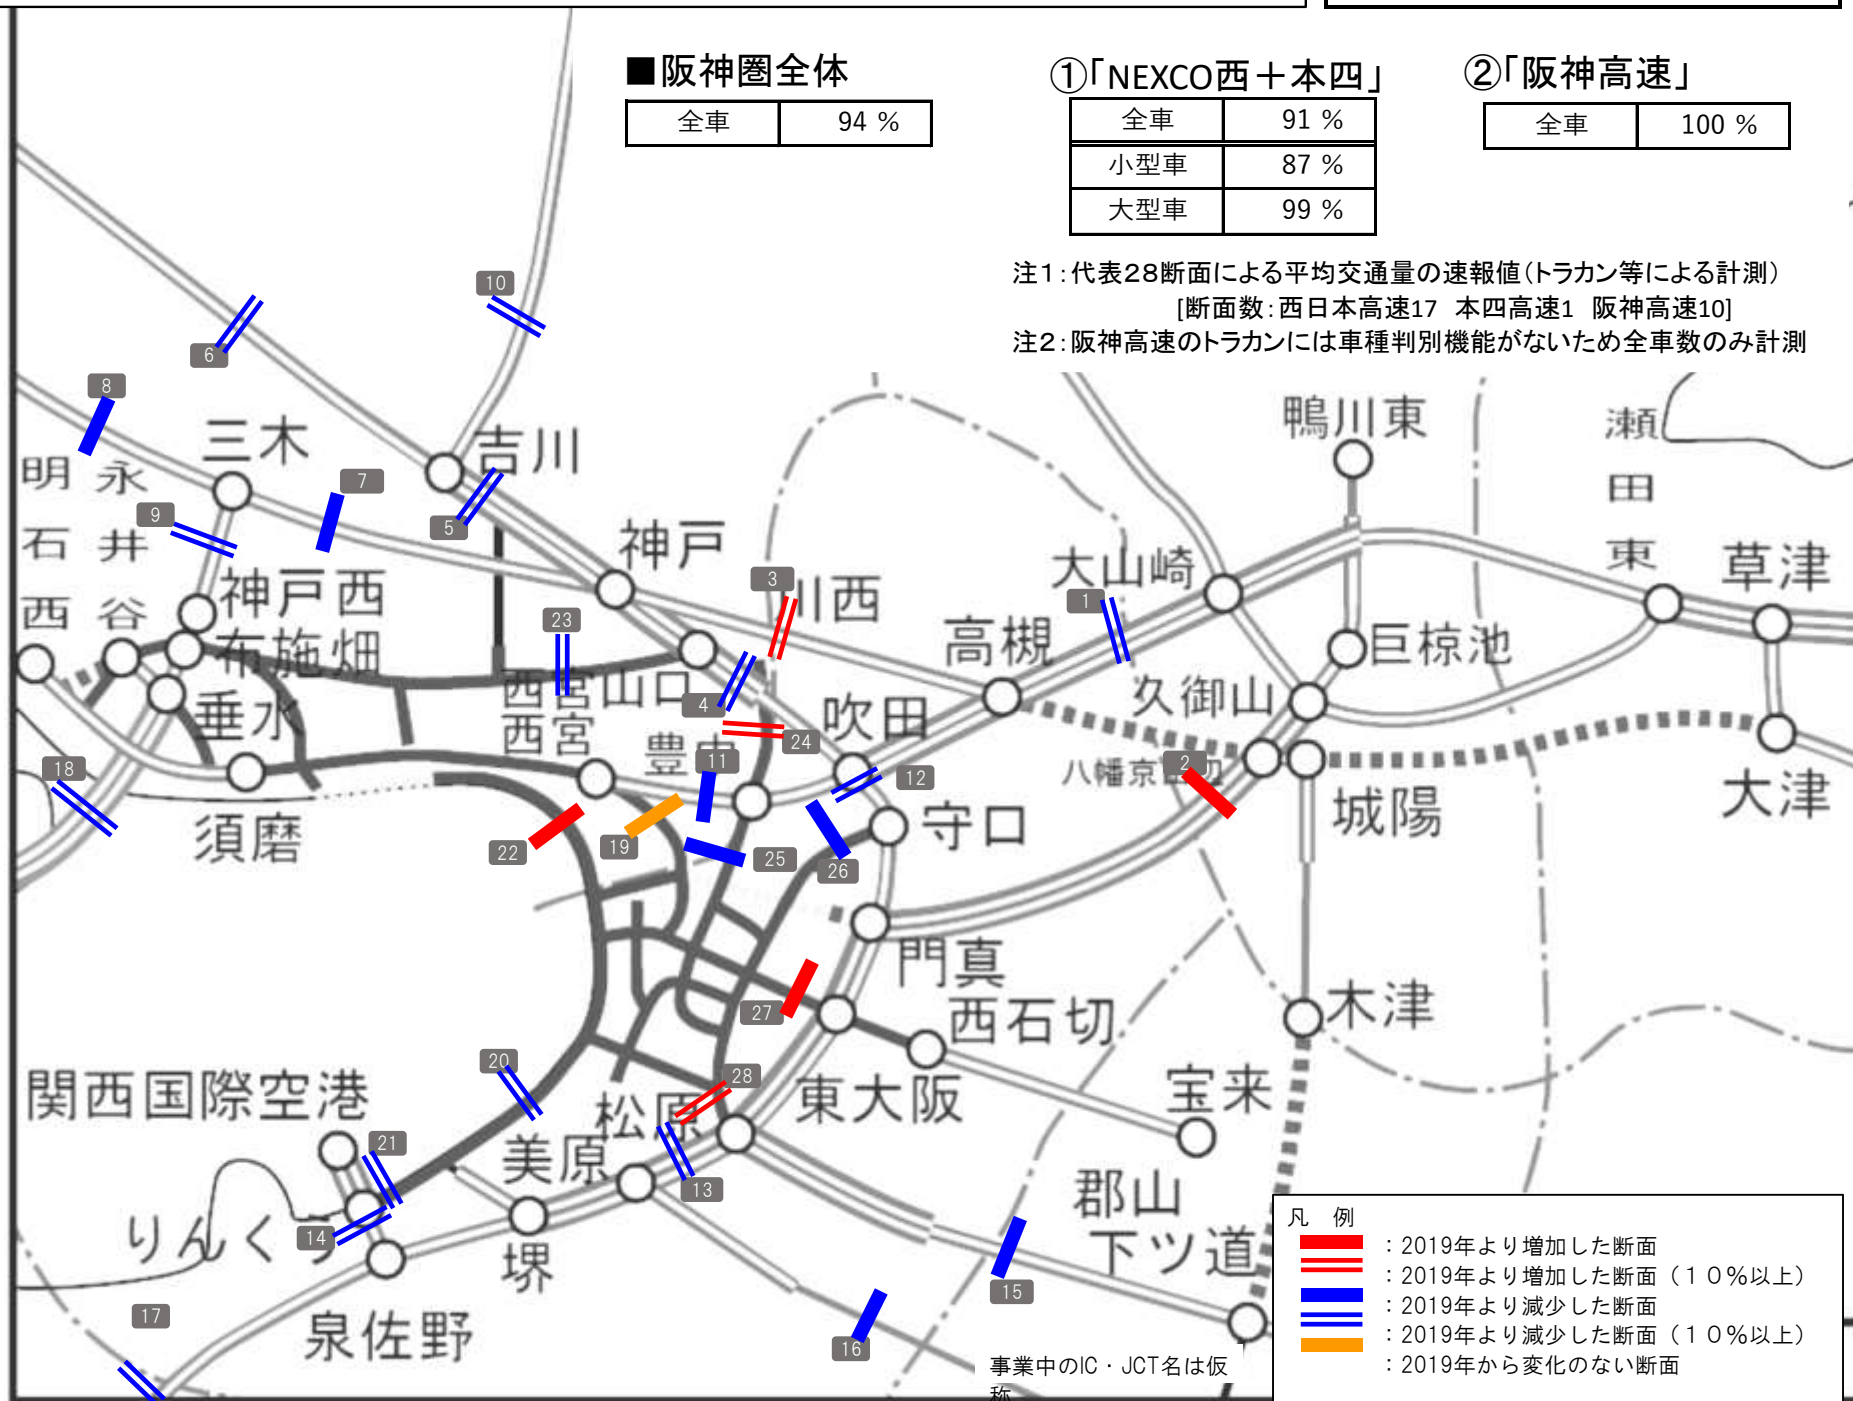 ■阪神圏全体
全車 94 %
①「NEXCO西＋本四」
全車 91 %
小型車 87 %
大型車 99 %
②「阪神高速」
全車 100 %
注1：代表28断面による平均交通量の速報値（トラカン等による計測）
[断面数：西日本高速17 本四高速1 阪神高速10]
注2：阪神高速のトラカンには車種判別機能がないため全車数のみ計測
10
6
8
三木
吉川
鴨川東
瀬田東
明石西
永井谷
7
9
5
神戸
大山崎
草津
3
川西
1
神戸西
布施畑
23
高槻
巨椋池
西宮山口
西宮
4
久御山
垂水
吹田
24
豊中
11
18
12
2
八幡京田辺
大津
須磨
守口
城陽
22
19
25
26
門真
27
西石切
木津
20
28
東大阪
宝来
関西国際空港
松原
21
美原
13
郡山
下ツ道
りんくう
14
堺
15
17
泉佐野
16
事業中のIC・JCT名は仮
称
凡 例
：2019年より増加した断面
：2019年より増加した断面（１０%以上）
：2019年より減少した断面
：2019年より減少した断面（１０%以上）
：2019年から変化のない断面